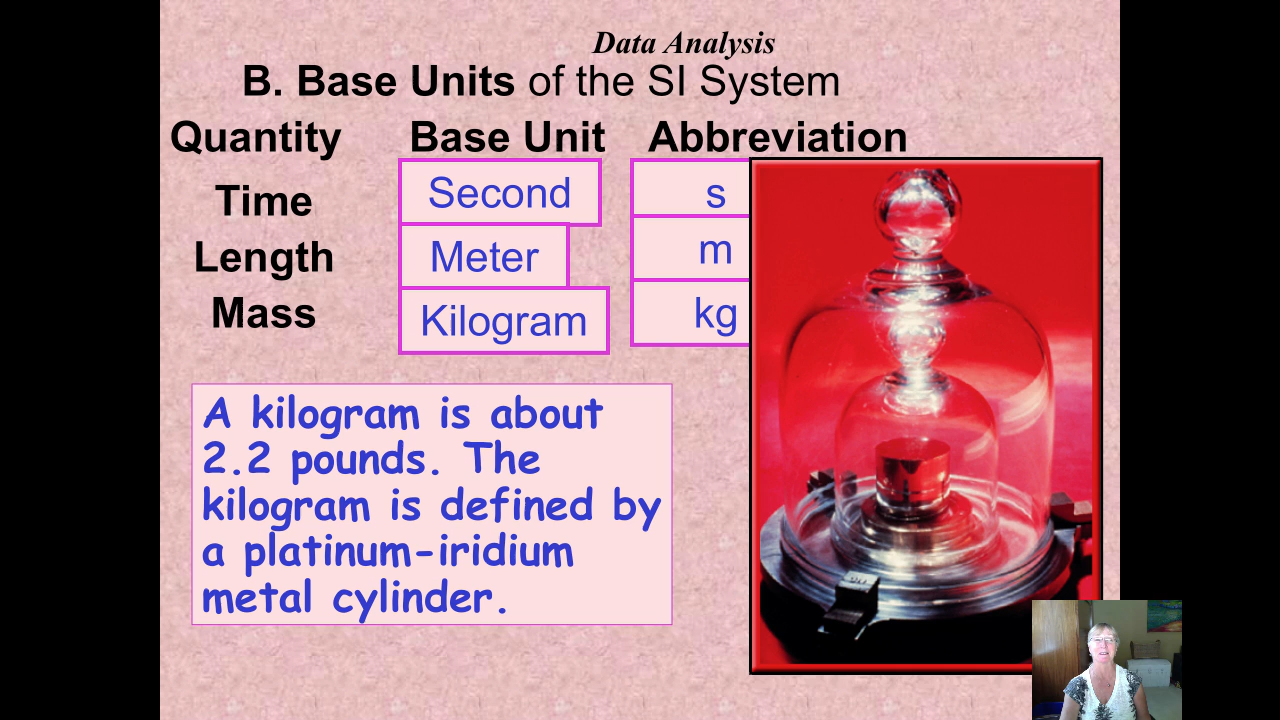 Data Analysis
B. Base Units of the SI System
Quantity Base Unit Abbreviation
Time Second s
Length Meter m
Mass Kilogram kg
A kilogram is about
2.2 pounds. The
kilogram is defined by
a platinum-iridium
metal cylinder.